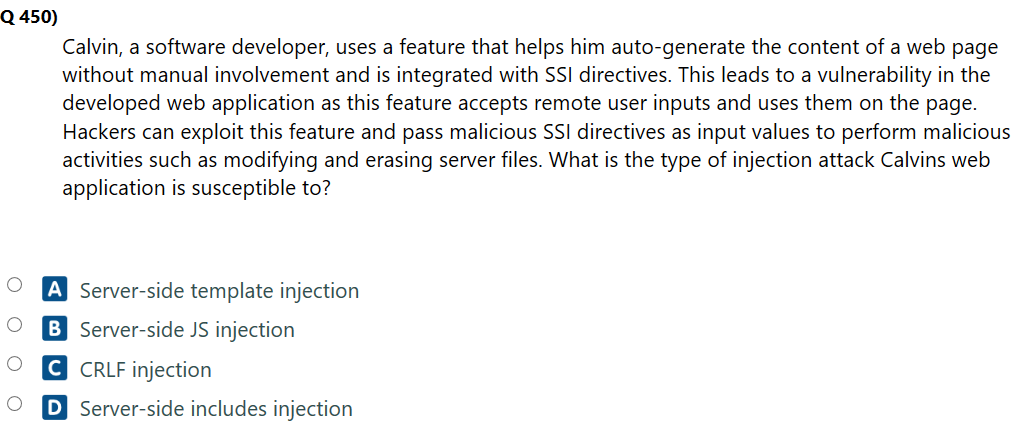 Q 450)
Calvin, a software developer, uses a feature that helps him auto-generate the content of a web page
without manual involvement and is integrated with SSI directives. This leads to a vulnerability in the
developed web application as this feature accepts remote user inputs and uses them on the page.
Hackers can exploit this feature and pass malicious SSI directives as input values to perform malicious
activities such as modifying and erasing server files. What is the type of injection attack Calvins web
application is susceptible to?
A Server-side template injection
B Server-side JS injection
C CRLF injection
D Server-side includes injection